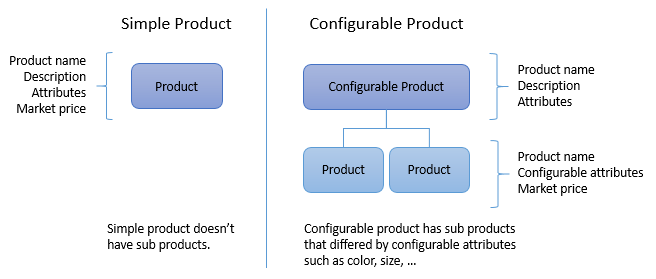 Simple Product
Product name
Description
Attributes
Market price
Product
Simple product doesn't
have sub products.
Configurable Product
Configurable Product
Product name
Description
Attributes
Product
Product
Product name
Configurable attributes
Market price
Configurable product has sub products
that differed by configurable attributes
such as color, size, ...